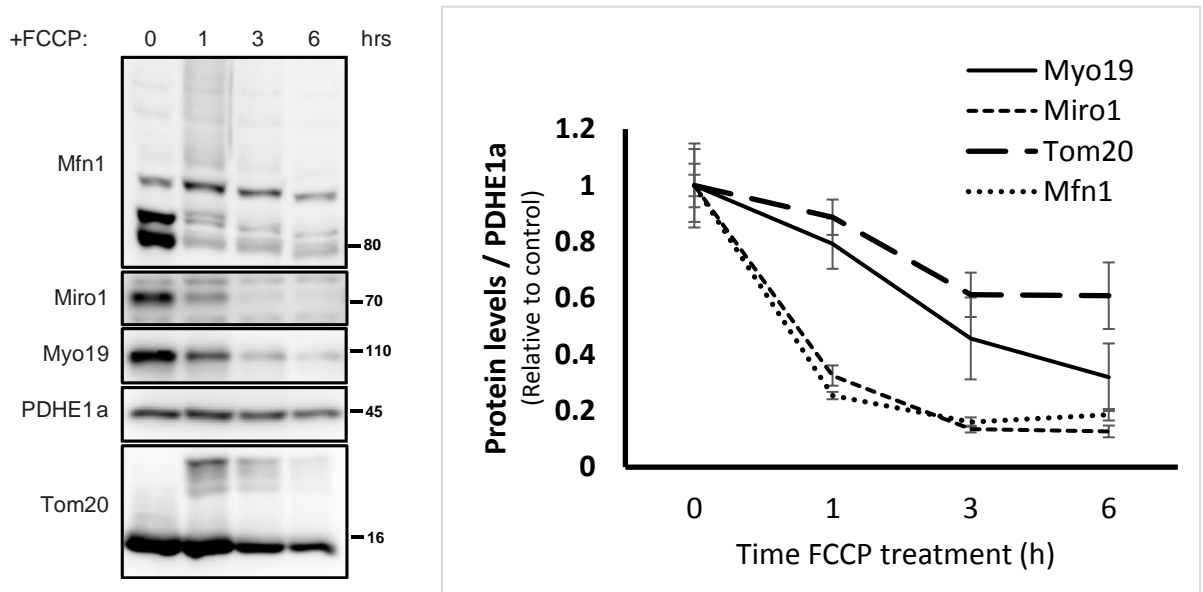 +FCCP: 0 1 3 6 hrs
Mfn1
80
Miro1
70
Myo19
110
PDHE1a
45
Tom20
16
Myo19
Miro1
Tom20
Mfn1
Protein levels / PDHE1a
(Relative to control)
1.2
1
0.8
0.6
0.4
0.2
0
0 1 3 6
Time FCCP treatment (h)